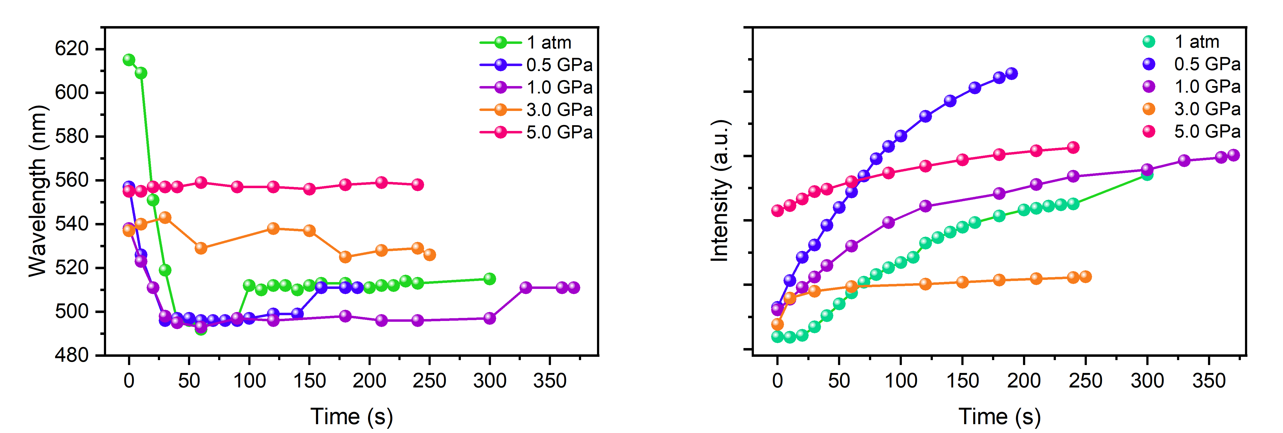 Wavelength (nm)
620
600
580
560
540
520
500
480
0 50 100 150 200 250 300 350
Time (s)
1 atm
0.5 GPa
1.0 GPa
3.0 GPa
5.0 GPa
Intensity (a.u.)
0 50 100 150 200 250 300 350
Time (s)
1 atm
0.5 GPa
1.0 GPa
3.0 GPa
5.0 GPa